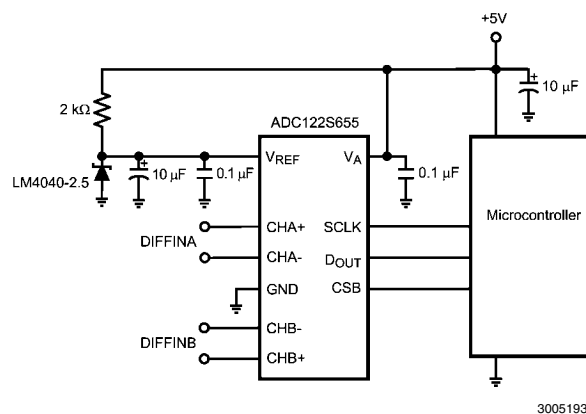 +5V
10 µF
+
2 kΩ
ADC122S655
VREF
VA
+
LM4040-2.5
10 µF
0.1 µF
0.1 µF
Microcontroller
CHA+
SCLK
DIFFINA
CHA-
DOUT
GND
CSB
CHB-
DIFFINB
CHB+
3005193